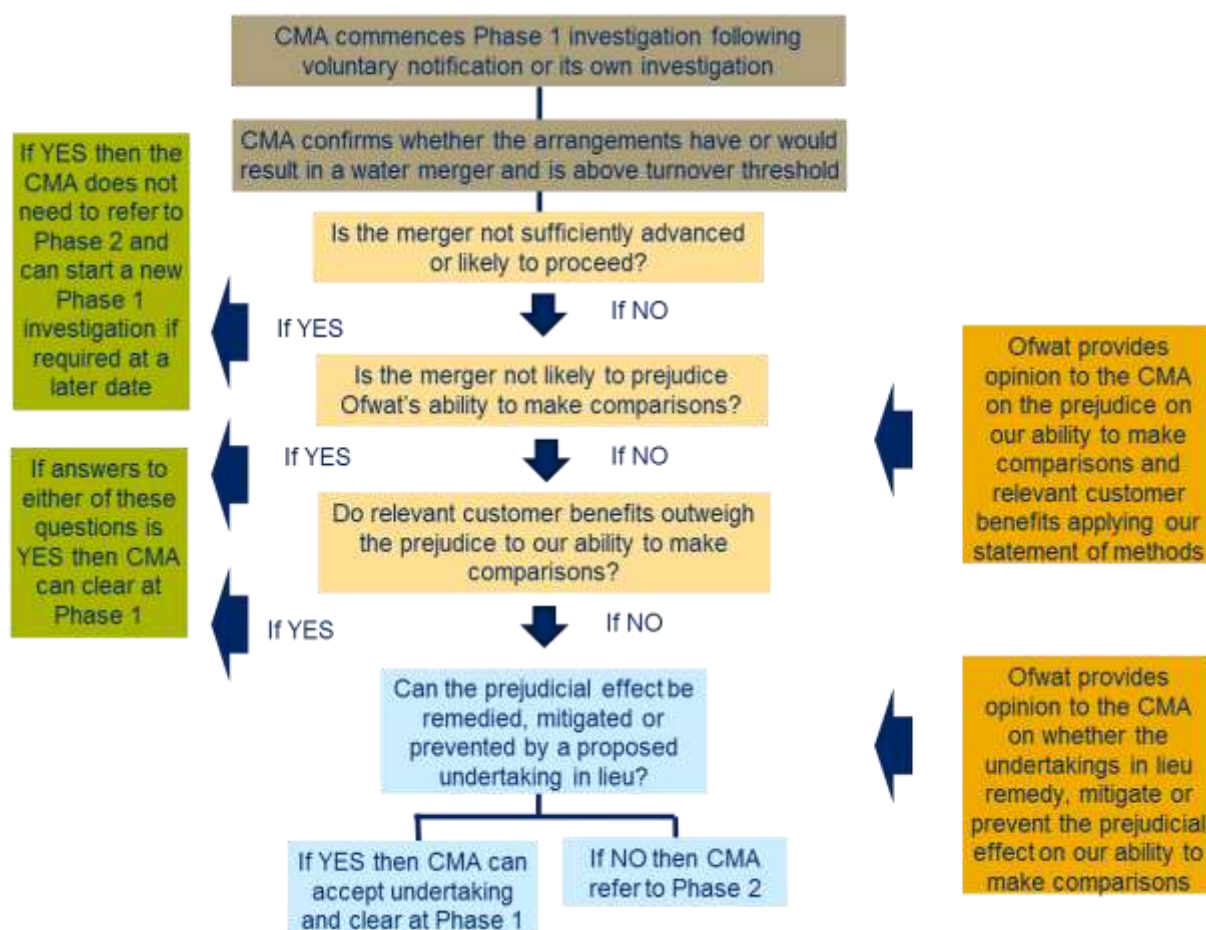 CMA commences Phase 1 investigation following
voluntary notification or its own investigation
CMA confirms whether the arrangements have or would
result in a water merger and is above turnover threshold
If YES then the
CMA does not
need to refer to
Phase 2 and
can start a new
Phase 1
investigation if
required at a
later date
Is the merger not sufficiently advanced
or likely to proceed?
If YES
If NO
Is the merger not likely to prejudice
Ofwat's ability to make comparisons?
Ofwat provides
opinion to the CMA
on the prejudice on
our ability to make
comparisons and
relevant customer
benefits applying our
statement of methods
If YES
If NO
If answers to
either of these
questions is
YES then CMA
can clear at
Phase 1
Do relevant customer benefits outweigh
the prejudice to our ability to make
comparisons?
If YES
If NO
Can the prejudicial effect be
remedied, mitigated or
prevented by a proposed
undertaking in lieu?
Ofwat provides
opinion to the CMA
on whether the
undertakings in lieu
remedy, mitigate or
prevent the prejudicial
effect on our ability to
make comparisons
If YES then CMA can
accept undertaking
and clear at Phase 1
If NO then CMA
refer to Phase 2